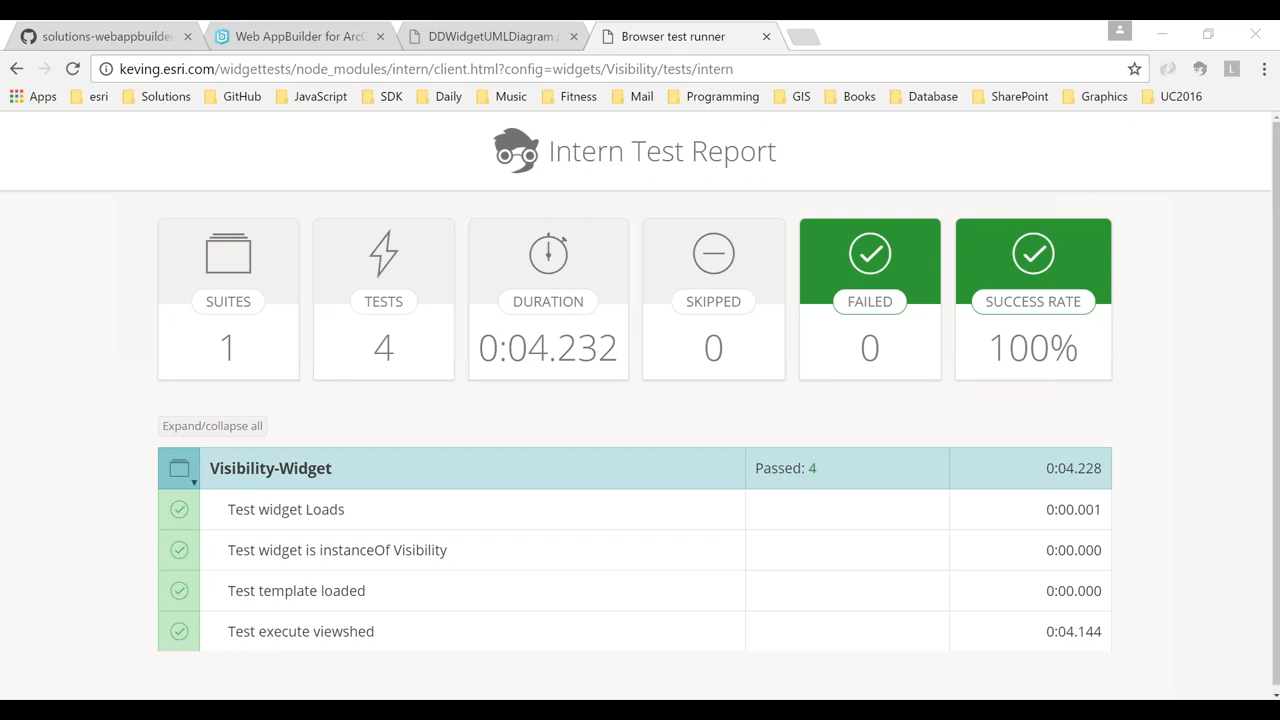 solutions-webappbuilder
Web AppBuilder for ArcG
DDWidgetUMLDiagram.
Browser test runner
keving.esri.com/widgettests/node_modules/intern/client.html?config=widgets/Visibility/tests/intern
L
Apps esri Solutions GitHub JavaScript SDK Daily Music Fitness Mail Programming GIS Books Database SharePoint Graphics UC2016
Intern Test Report
SUITES TESTS DURATION SKIPPED FAILED SUCCESS RATE
1 4 0:04.232 0 0 100%
Expand/collapse all
Visibility-Widget Passed: 4 0:04.228
Test widget Loads 0:00.001
Test widget is instanceOf Visibility 0:00.000
Test template loaded 0:00.000
Test execute viewshed 0:04.144